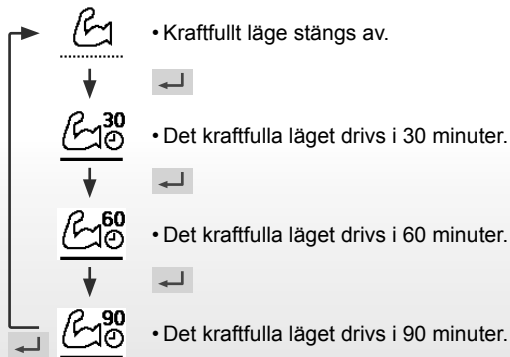 • Kraftfullt läge stängs av.
30
• Det kraftfulla läget drivs i 30 minuter.
60
• Det kraftfulla läget drivs i 60 minuter.
90
• Det kraftfulla läget drivs i 90 minuter.